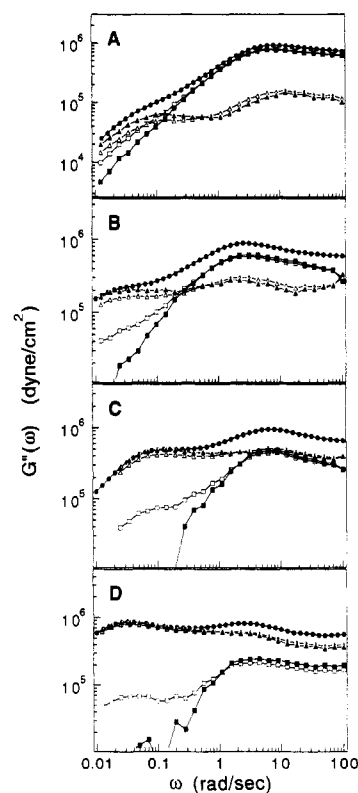 A
10⁶
10⁵
10⁴
B
10⁶
10⁵
C
10⁶
10⁵
D
10⁶
10⁵
G"(ω) (dyne/cm²)
0.01 0.1 1 10 100
ω (rad/sec)